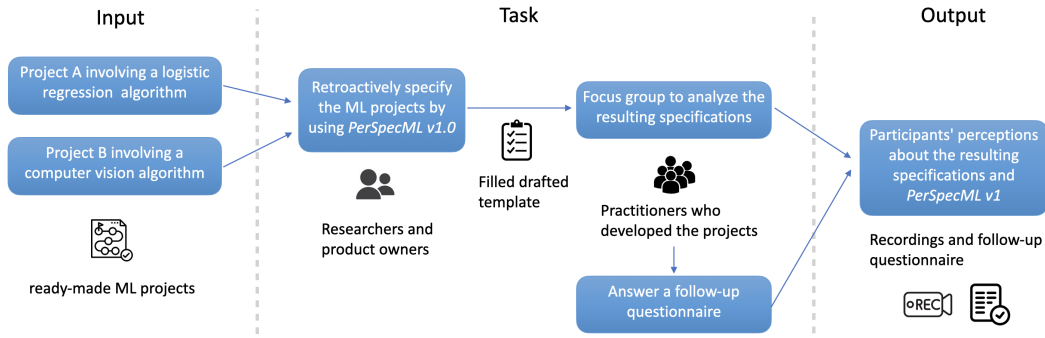 Input
Task
Output
Project A involving a logistic
regression algorithm
Project B involving a
computer vision algorithm
ready-made ML projects
Retroactively specify
the ML projects by
using PerSpecML v1.0
Researchers and
product owners
Filled drafted
template
Focus group to analyze the
resulting specifications
Practitioners who
developed the projects
Answer a follow-up
questionnaire
Participants' perceptions
about the resulting
specifications and
PerSpecML v1
Recordings and follow-up
questionnaire
REC